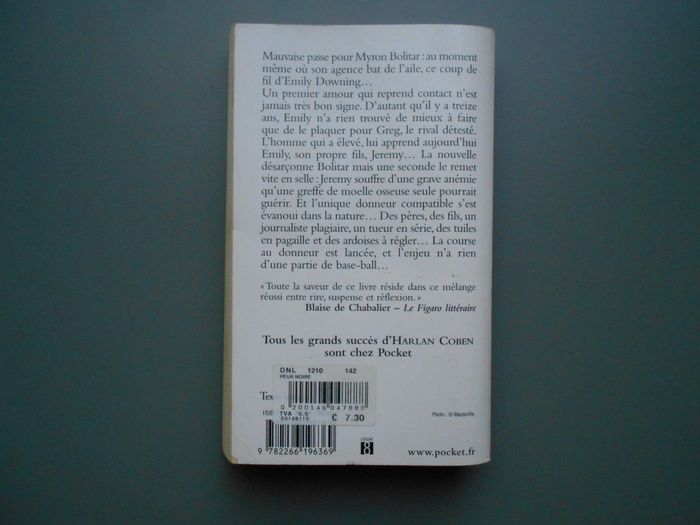 Mauvaise passe pour Myron Bolitar : au moment
même où son agence bat de l'aile, ce coup de
fil d'Emily Downing…
Un premier amour qui reprend contact n'est
jamais très bon signe. D'autant qu'il y a treize
ans, Emily n'a rien trouvé de mieux à faire
que de le plaquer pour Greg, le rival détesté.
L'homme qui a élevé, lui apprend aujourd'hui
Emily, son propre fils, Jeremy… La nouvelle
désarçonne Bolitar mais une seconde le remet
vite en selle : Jeremy souffre d'une grave anémie
qu'une greffe de moelle osseuse seule pourrait
guérir. Et l'unique donneur compatible s'est
évanoui dans la nature… Des pères, des fils, un
journaliste plagiaire, un tueur en série, des tuiles
en pagaille et des ardoises à régler… La course
au donneur est lancée, et l'enjeu n'a rien
d'une partie de base-ball…
« Toute la saveur de ce livre réside dans ce mélange
réussi entre rire, suspense et réflexion. »
Blaise de Chabalier – Le Figaro littéraire
Tous les grands succès d'HARLAN COBEN
sont chez Pocket
DNL 1210 142
PEUR NOIRE
Tex
ISB
TVA 5.5
00148115
€ 7.30
Photo : © Masterfile
9 782266 196369
8
www.pocket.fr